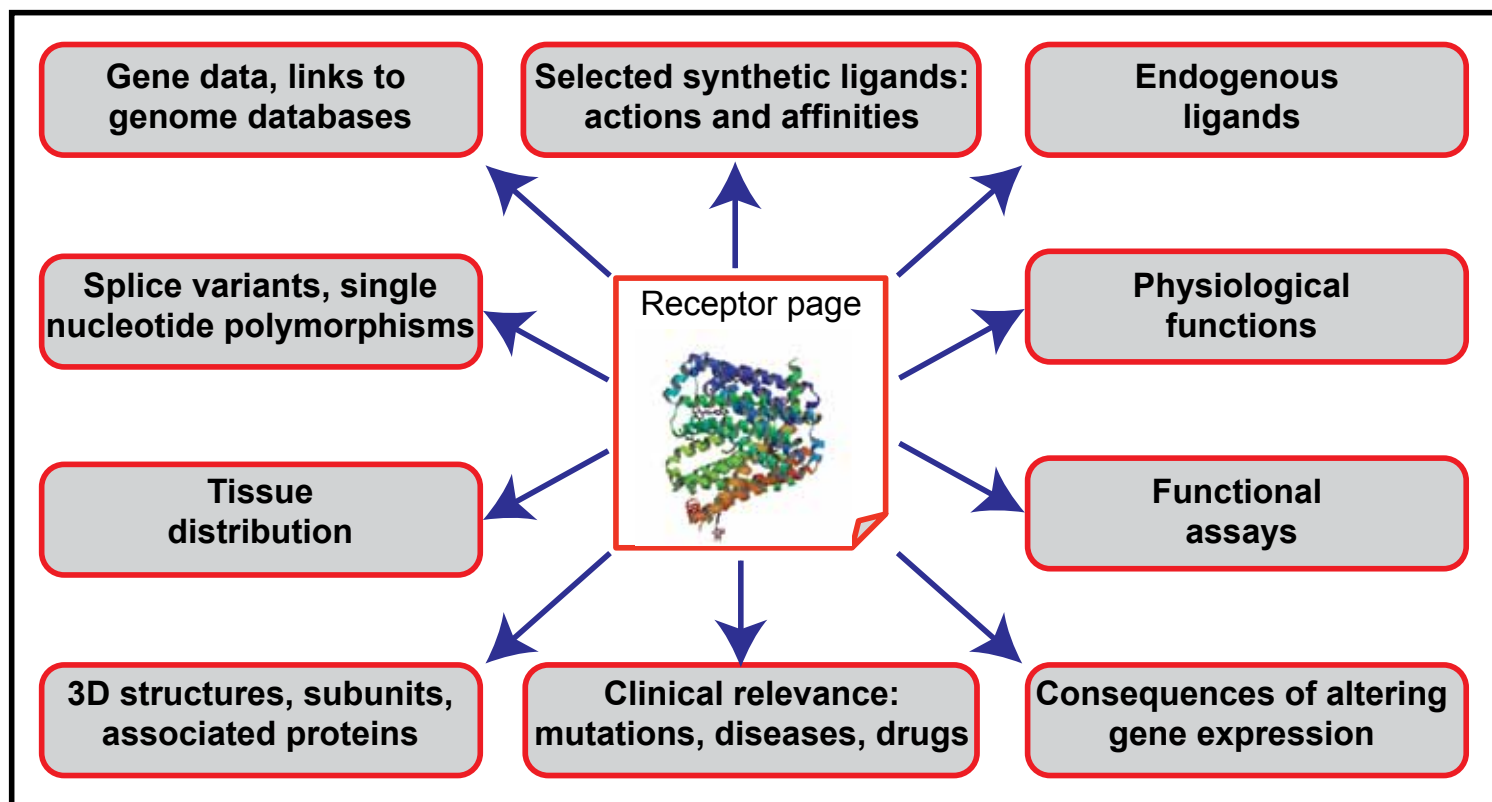 Gene data, links to
genome databases
Selected synthetic ligands:
actions and affinities
Endogenous
ligands
Splice variants, single
nucleotide polymorphisms
Receptor page
Physiological
functions
Tissue
distribution
Functional
assays
3D structures, subunits,
associated proteins
Clinical relevance:
mutations, diseases, drugs
Consequences of altering
gene expression